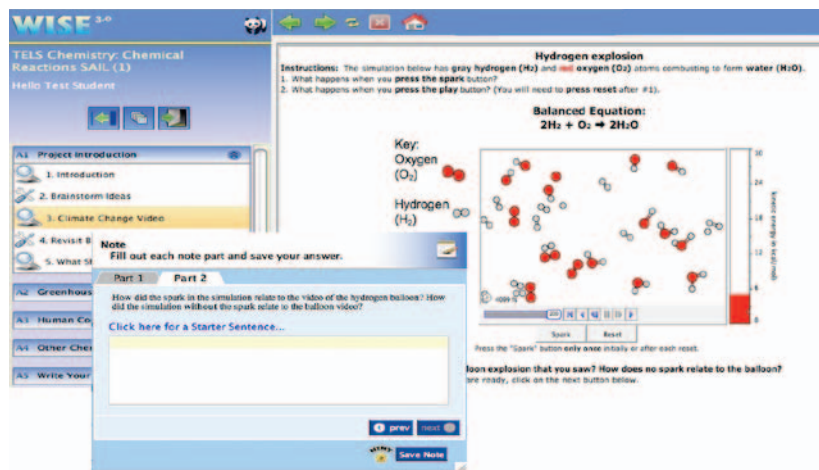 WISE 3.0
TELS Chemistry: Chemical
Reactions SAIL (1)
Hello Test Student
A1 Project Introduction
1. Introduction
2. Brainstorm Ideas
3. Climate Change Video
4. Revisit B
5. What St
A2 Greenhous
A3 Human Co
A4 Other Che
A5 Write Your
Hydrogen explosion
Instructions: The simulation below has gray hydrogen (H₂) and red oxygen (O₂) atoms combusting to form water (H₂O).
1. What happens when you press the spark button?
2. What happens when you press the play button? (You will need to press reset after #1).
Balanced Equation:
2H₂ + O₂ ➔ 2H₂O
Key:
Oxygen
(O₂)
Hydrogen
(H₂)
30
24
18
12
6
0
Spark Reset
Press the "Spark" button only once initially or after each reset.
loon explosion that you saw? How does no spark relate to the balloon?
are ready, click on the next button below.
Note
Fill out each note part and save your answer.
Part 1 Part 2
How did the spark in the simulation relate to the video of the hydrogen balloon? How
did the simulation without the spark relate to the balloon video?
Click here for a Starter Sentence...
prev next
HINT Save Note